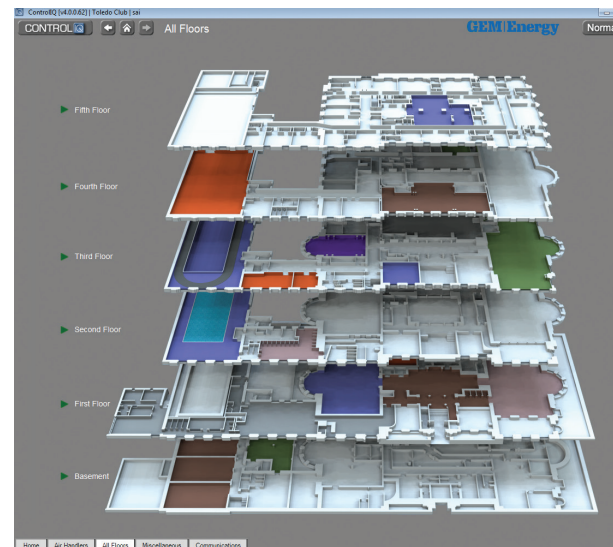 ControlEQ [v4.0.0.62] | Toledo Club | sai
CONTROL
All Floors
GEM|Energy
Norma
Fifth Floor
Fourth Floor
Third Floor
Second Floor
First Floor
Basement
Home
Air Handlers
All Floors
Miscellaneous
Communications